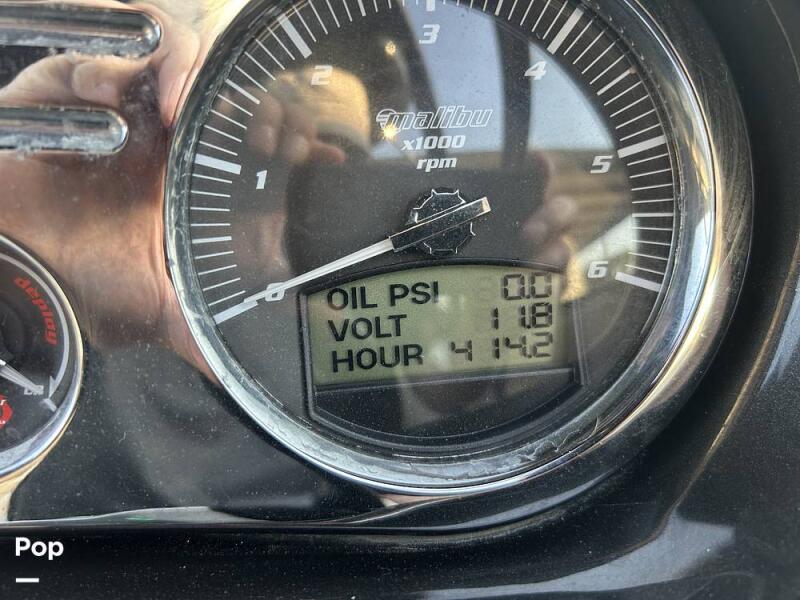 3
2
4
malibu
x1000
rpm
1
5
0
6
OIL PSI 0.0
VOLT 11.8
HOUR 414.2
deploy
Pop